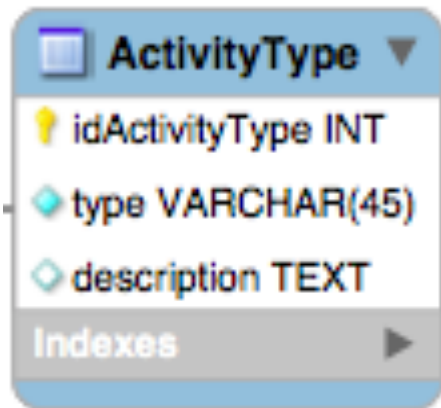 ActivityType
idActivityType INT
type VARCHAR(45)
description TEXT
Indexes